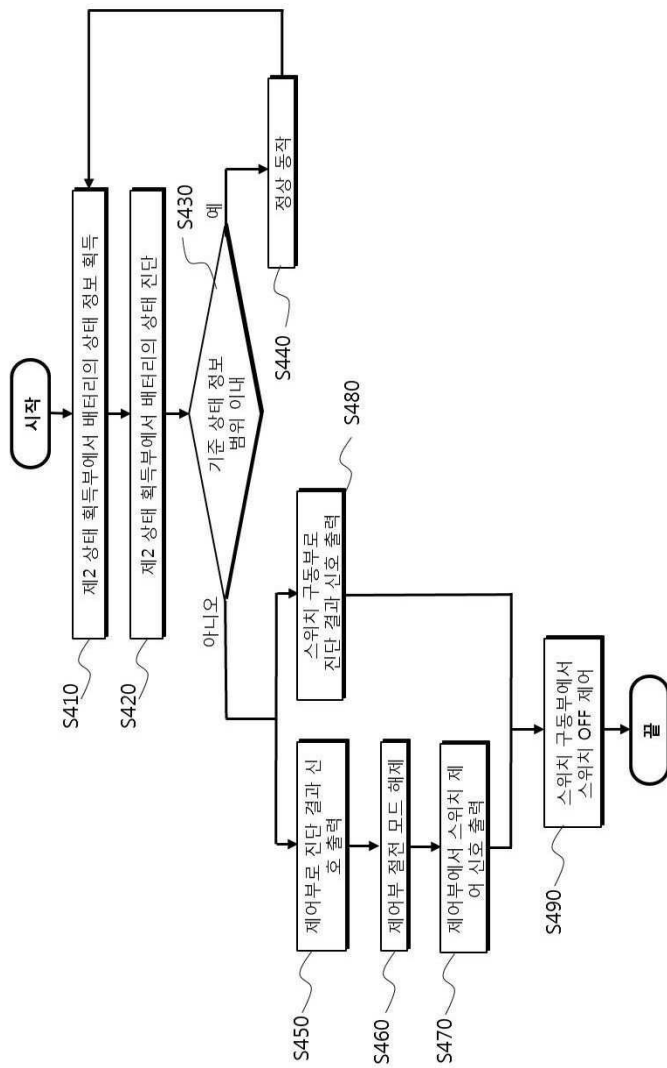 시작
제2 상태 획득부에서 배터리의 상태 정보 획득
S410
제2 상태 획득부에서 배터리의 상태 진단
S420
기준 상태 정보
범위 이내
S430
예
정상 동작
S440
아니오
제어부로 진단 결과 신
호 출력
S450
제어부 절전 모드 해제
S460
제어부에서 스위치 제
어 신호 출력
S470
스위치 구동부로
진단 결과 신호 출력
S480
스위치 구동부에서
스위치 OFF 제어
S490
끝